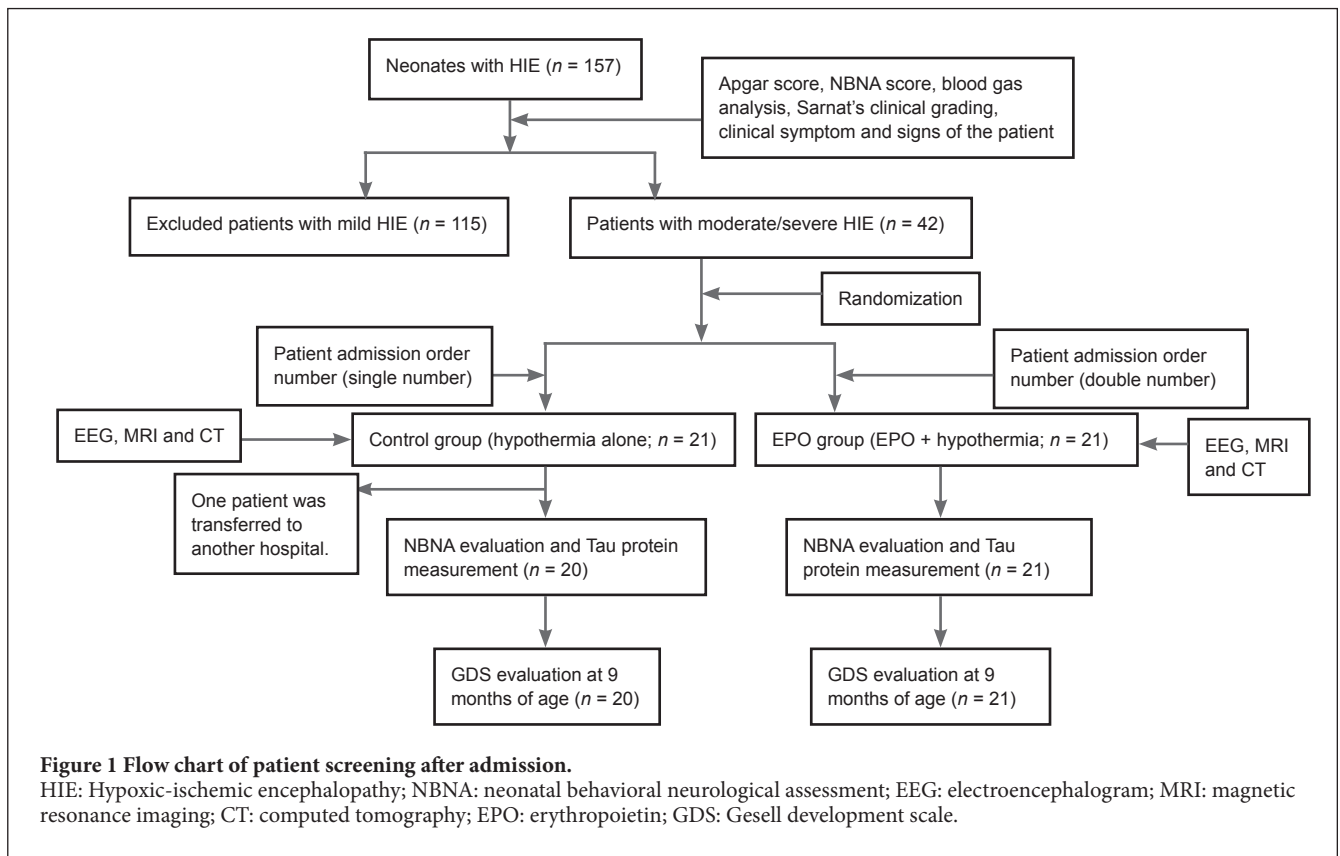 Neonates with HIE (n = 157)
Apgar score, NBNA score, blood gas
analysis, Sarnat's clinical grading,
clinical symptom and signs of the patient
Excluded patients with mild HIE (n = 115)
Patients with moderate/severe HIE (n = 42)
Randomization
Patient admission order
number (single number)
Patient admission order
number (double number)
EEG, MRI and CT
Control group (hypothermia alone; n = 21)
EPO group (EPO + hypothermia; n = 21)
EEG, MRI
and CT
One patient was
transferred to
another hospital.
NBNA evaluation and Tau protein
measurement (n = 20)
NBNA evaluation and Tau
protein measurement (n = 21)
GDS evaluation at 9
months of age (n = 20)
GDS evaluation at 9
months of age (n = 21)
Figure 1 Flow chart of patient screening after admission.
HIE: Hypoxic-ischemic encephalopathy; NBNA: neonatal behavioral neurological assessment; EEG: electroencephalogram; MRI: magnetic
resonance imaging; CT: computed tomography; EPO: erythropoietin; GDS: Gesell development scale.